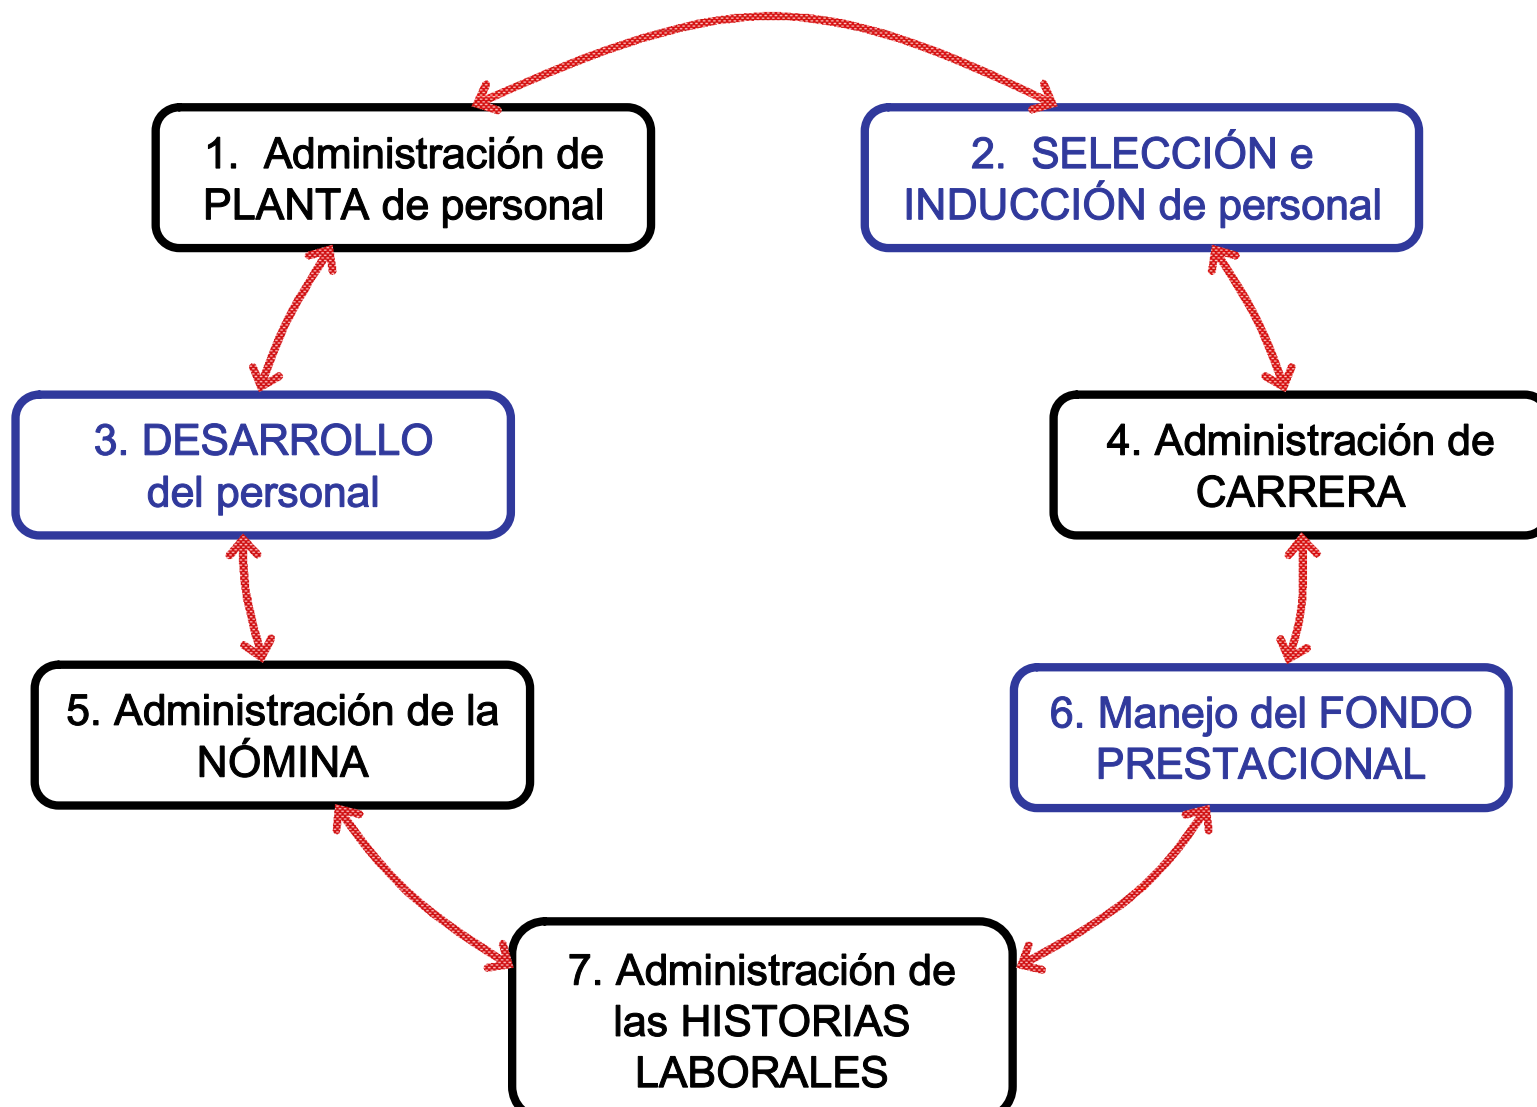 1. Administración de
PLANTA de personal
2. SELECCIÓN e
INDUCCIÓN de personal
3. DESARROLLO
del personal
4. Administración de
CARRERA
5. Administración de la
NÓMINA
6. Manejo del FONDO
PRESTACIONAL
7. Administración de
las HISTORIAS
LABORALES